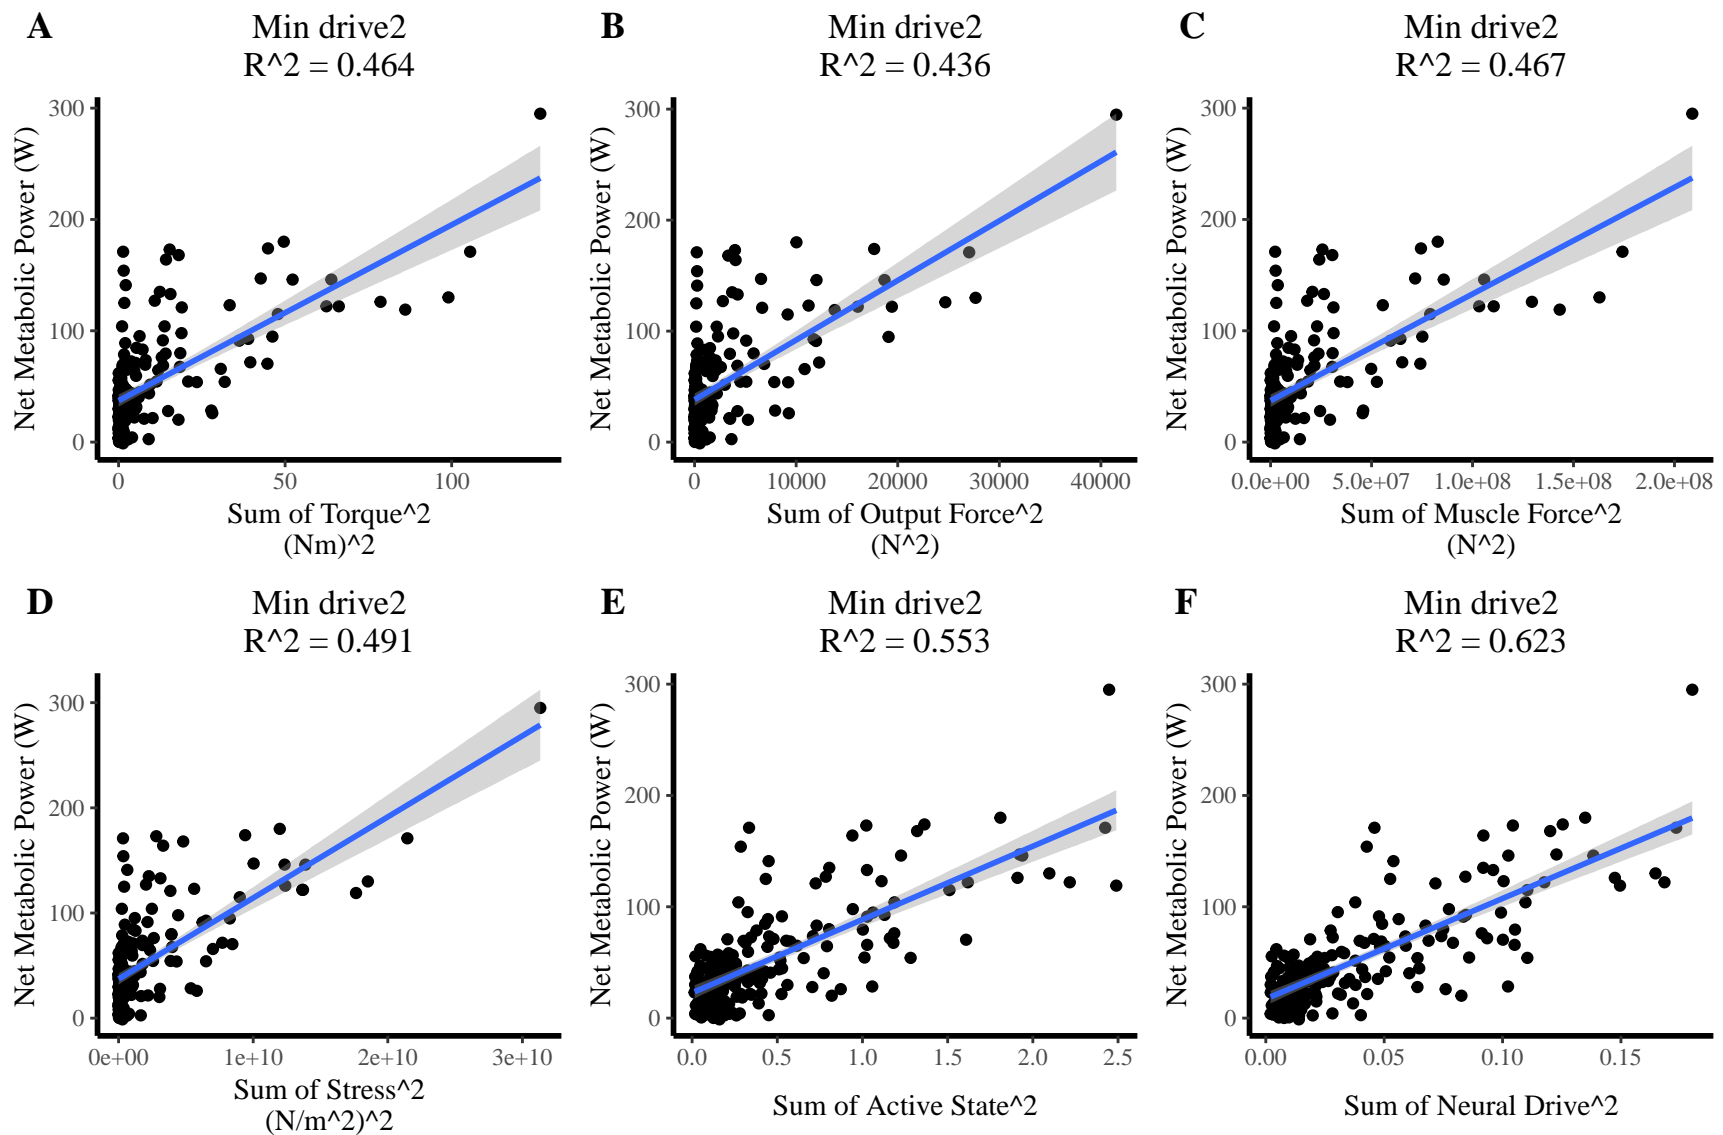 A
Min drive2
R^2 = 0.464
Net Metabolic Power (W)
300
200
100
0
0 50 100
Sum of Torque^2
(Nm)^2
B
Min drive2
R^2 = 0.436
Net Metabolic Power (W)
300
200
100
0
0 10000 20000 30000 40000
Sum of Output Force^2
(N^2)
C
Min drive2
R^2 = 0.467
Net Metabolic Power (W)
300
200
100
0
0.0e+00 5.0e+07 1.0e+08 1.5e+08 2.0e+08
Sum of Muscle Force^2
(N^2)
D
Min drive2
R^2 = 0.491
Net Metabolic Power (W)
300
200
100
0
0e+00 1e+10 2e+10 3e+10
Sum of Stress^2
(N/m^2)^2
E
Min drive2
R^2 = 0.553
Net Metabolic Power (W)
300
200
100
0
0.0 0.5 1.0 1.5 2.0 2.5
Sum of Active State^2
F
Min drive2
R^2 = 0.623
Net Metabolic Power (W)
300
200
100
0
0.00 0.05 0.10 0.15
Sum of Neural Drive^2